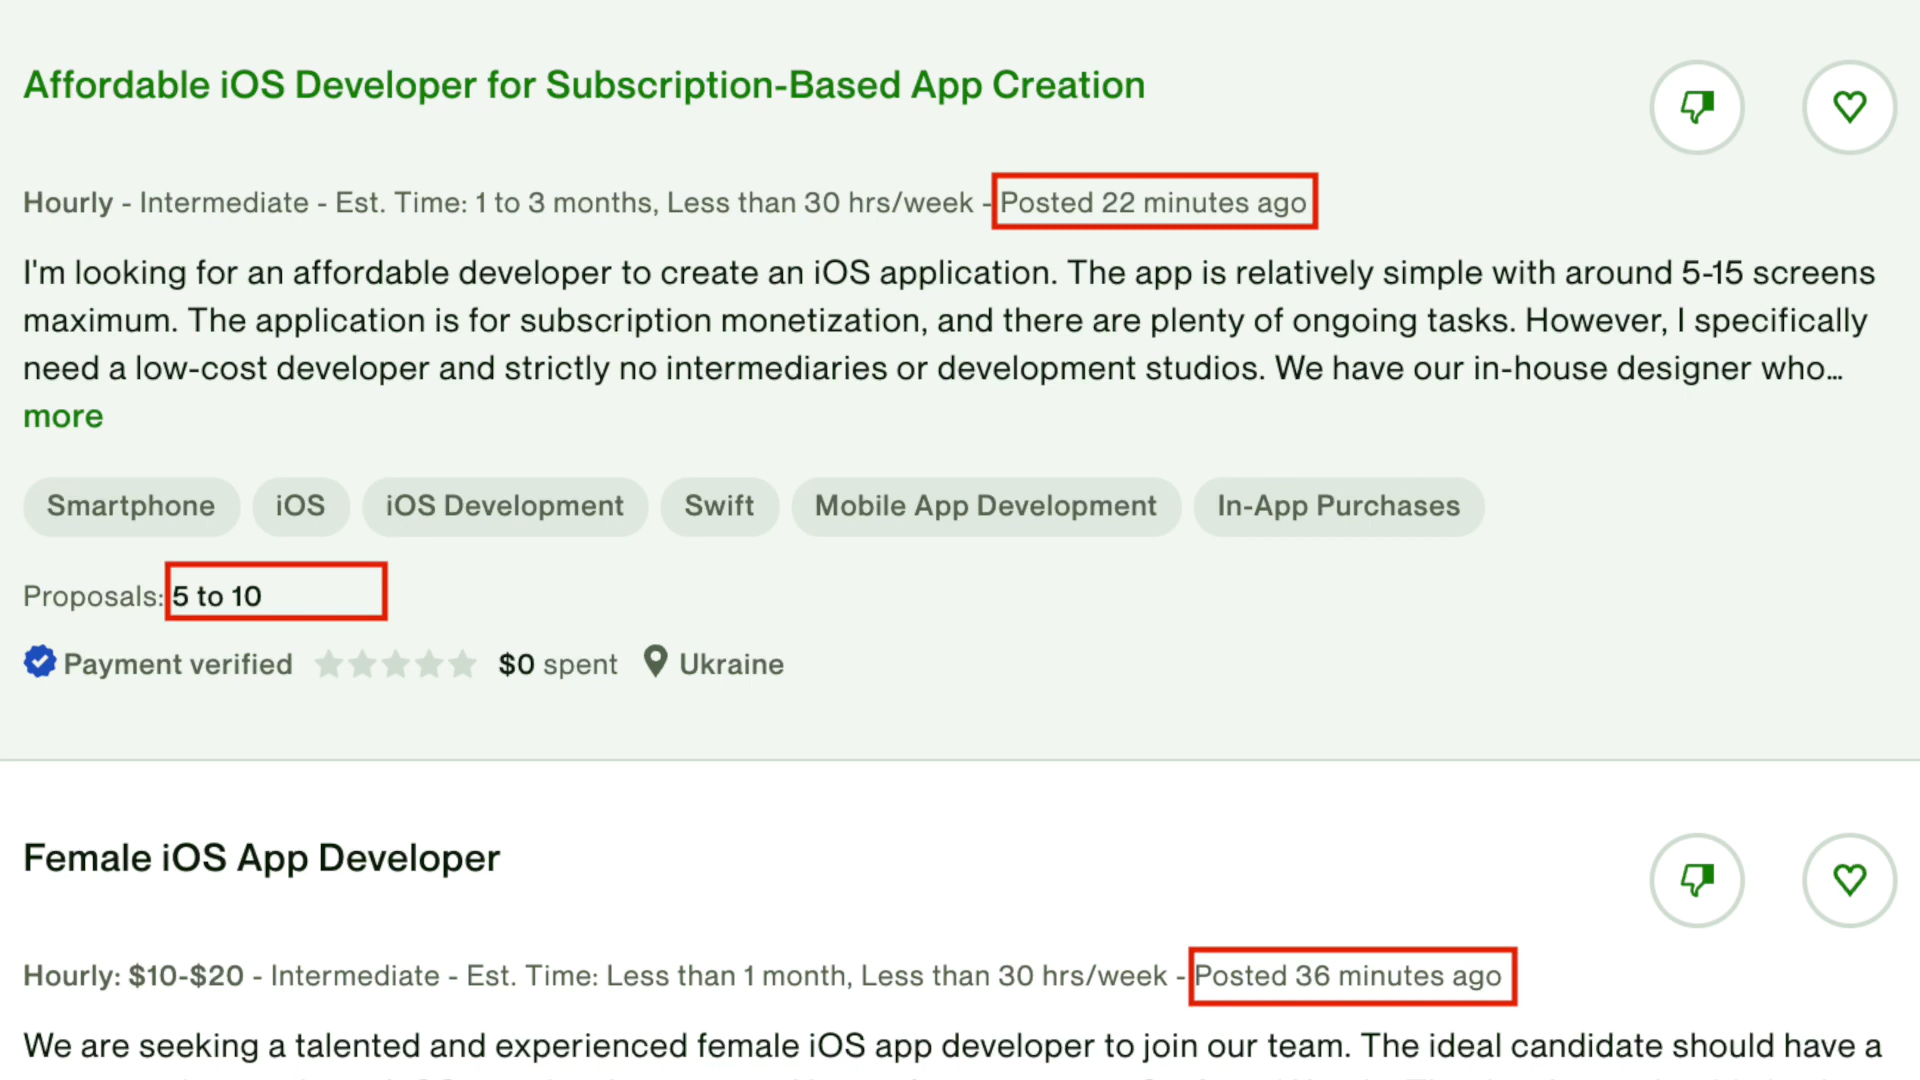 Affordable iOS Developer for Subscription-Based App Creation
Hourly - Intermediate - Est. Time: 1 to 3 months, Less than 30 hrs/week - Posted 22 minutes ago
I'm looking for an affordable developer to create an iOS application. The app is relatively simple with around 5-15 screens
maximum. The application is for subscription monetization, and there are plenty of ongoing tasks. However, I specifically
need a low-cost developer and strictly no intermediaries or development studios. We have our in-house designer who...
more
Smartphone iOS iOS Development Swift Mobile App Development In-App Purchases
Proposals: 5 to 10
Payment verified $0 spent Ukraine
Female iOS App Developer
Hourly: $10-$20 - Intermediate - Est. Time: Less than 1 month, Less than 30 hrs/week - Posted 36 minutes ago
We are seeking a talented and experienced female iOS app developer to join our team. The ideal candidate should have a